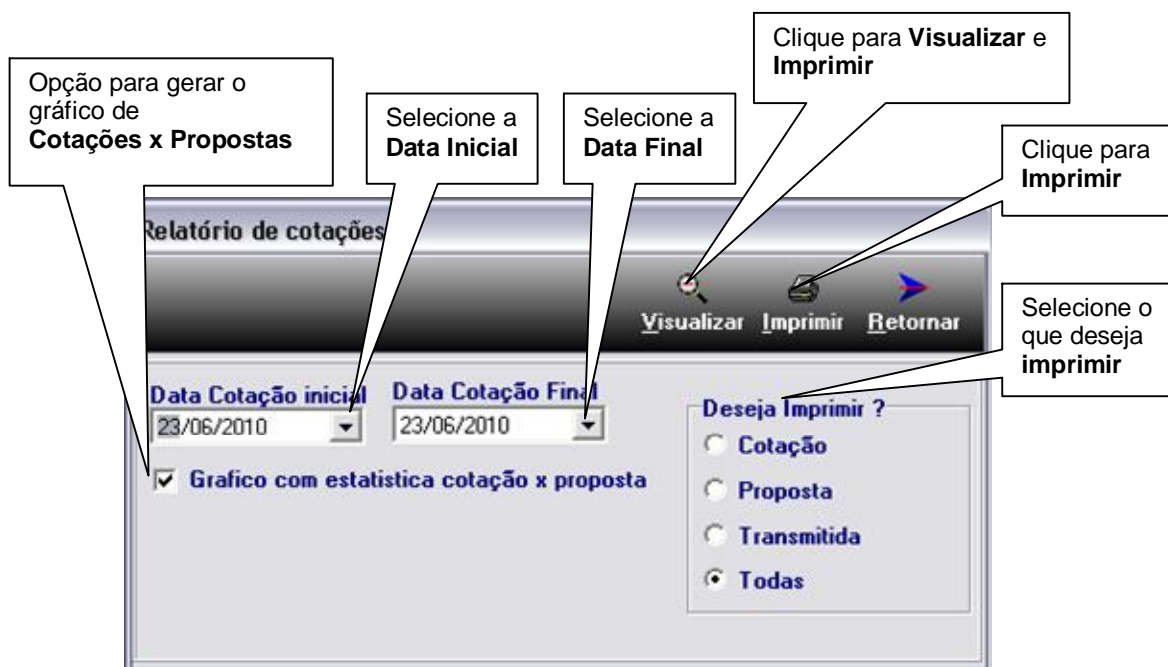 Clique para Visualizar e
Imprimir
Opção para gerar o
gráfico de
Cotações x Propostas
Selecione a
Data Inicial
Selecione a
Data Final
Clique para
Imprimir
Relatório de cotações
Visualizar Imprimir Retornar
Selecione o
que deseja
imprimir
Data Cotação inicial Data Cotação Final
23/06/2010 23/06/2010
Grafico com estatistica cotação x proposta
Deseja Imprimir ?
Cotação
Proposta
Transmitida
Todas